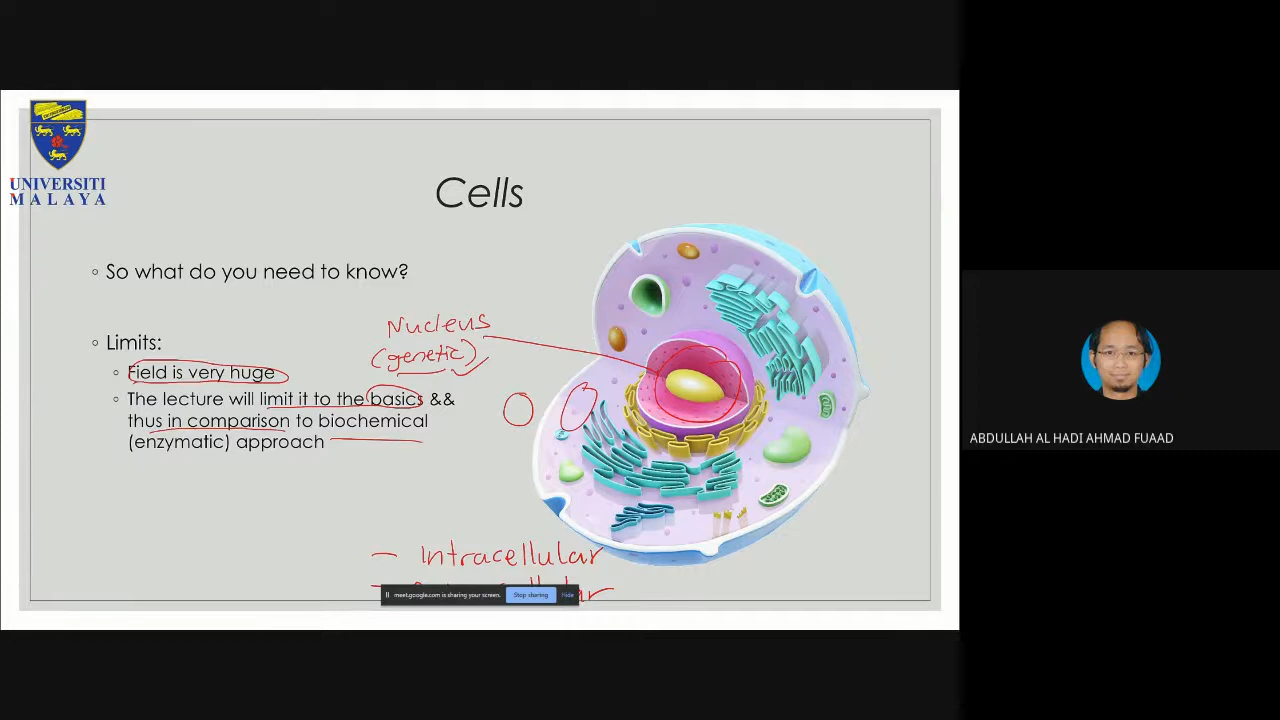 UNIVERSITI
MALAYA
Cells
So what do you need to know?
Nucleus
(genetic)
Limits:
Field is very huge
The lecture will limit it to the basics &&
thus in comparison to biochemical
(enzymatic) approach
ABDULLAH AL HADI AHMAD FUAAD
- Intracellular
meet.google.com is sharing your screen.
Stop sharing
Hide